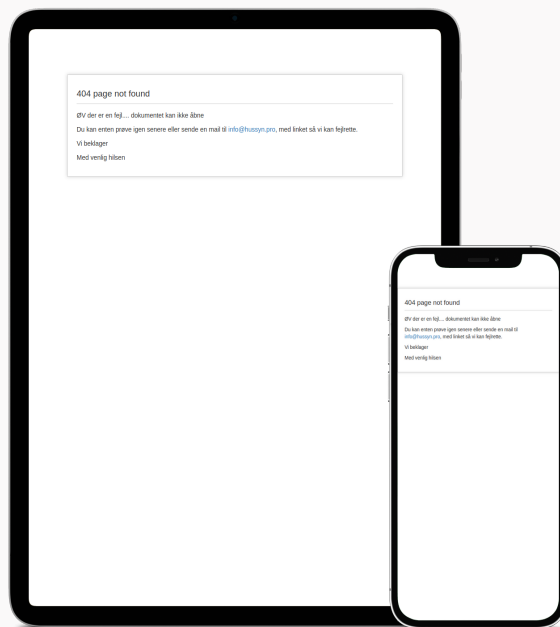 404 page not found
ØV der er en fejl.... dokumentet kan ikke åbne
Du kan enten prøve igen senere eller sende en mail til info@hussyn.pro, med linket så vi kan fejlrette.
Vi beklager
Med venlig hilsen
404 page not found
ØV der er en fejl.... dokumentet kan ikke åbne
Du kan enten prøve igen senere eller sende en mail til
info@hussyn.pro, med linket så vi kan fejlrette.
Vi beklager
Med venlig hilsen